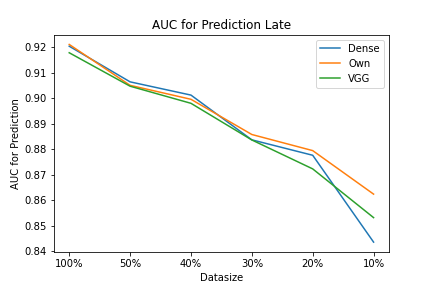 AUC for Prediction Late
Dense
Own
VGG
AUC for Prediction
0.92
0.91
0.90
0.89
0.88
0.87
0.86
0.85
0.84
100%
50%
40%
30%
20%
10%
Datasize